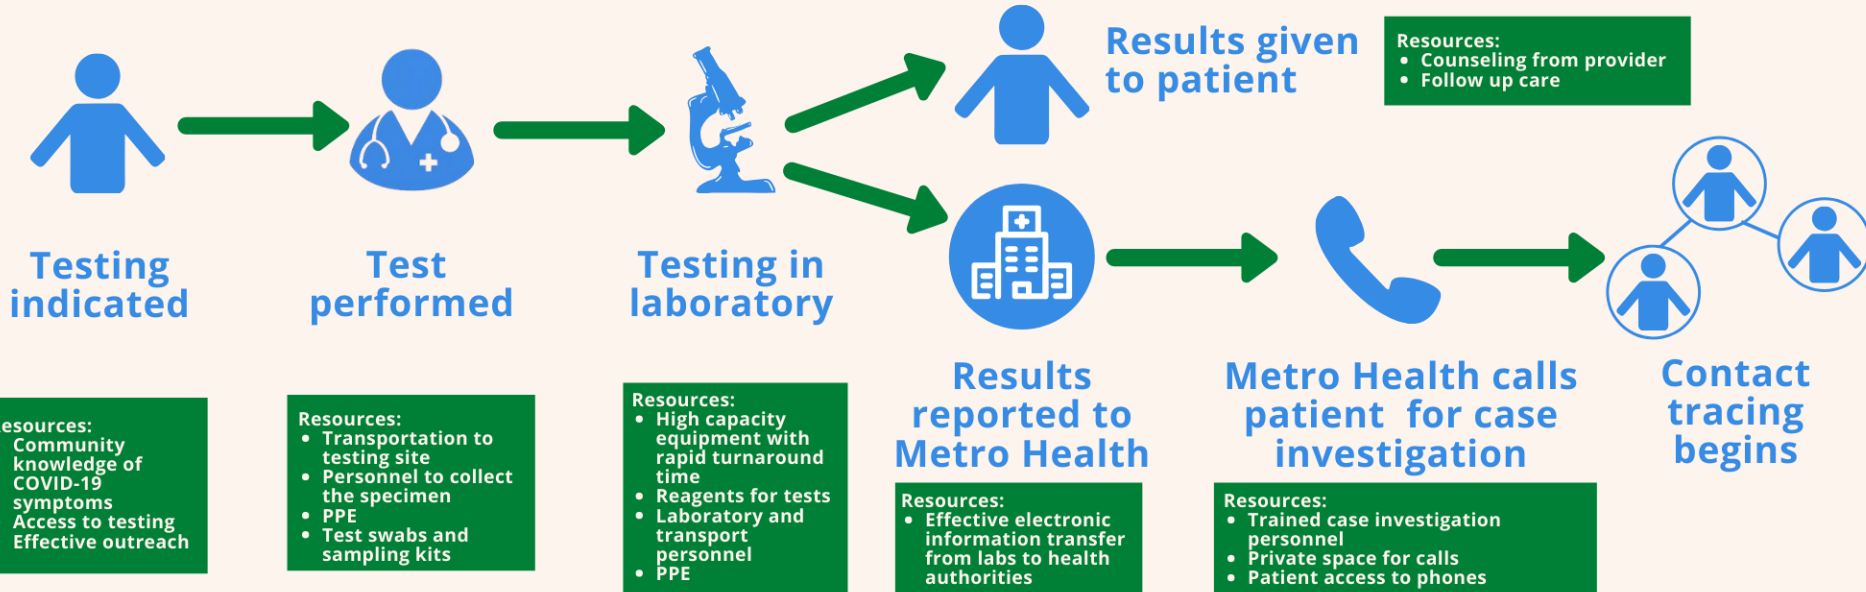 Testing
indicated
Resources:
Community
knowledge of
COVID-19
symptoms
Access to testing
Effective outreach
Test
performed
Resources:
• Transportation to
testing site
• Personnel to collect
the specimen
• PPE
• Test swabs and
sampling kits
Testing in
laboratory
Resources:
• High capacity
equipment with
rapid turnaround
time
• Reagents for tests
• Laboratory and
transport
personnel
• PPE
Results given
to patient
Resources:
• Counseling from provider
• Follow up care
Results
reported to
Metro Health
Resources:
• Effective electronic
information transfer
from labs to health
authorities
Metro Health calls
patient for case
investigation
Resources:
• Trained case investigation
personnel
• Private space for calls
• Patient access to phones
Contact
tracing
begins